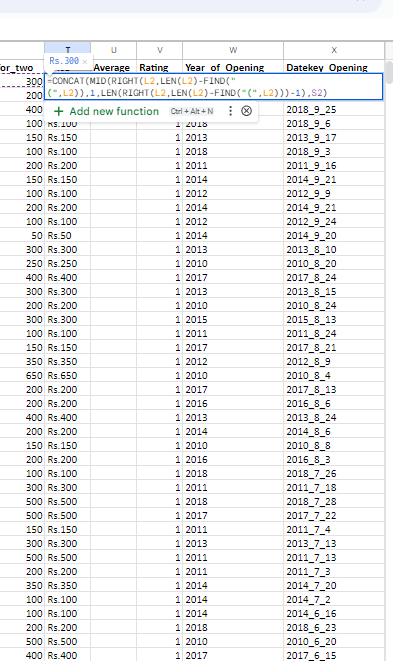 T U V W X
Rs.300 ×
or_two Average Rating Year_of_Opening Datekey_Opening
300 =CONCAT(MID(RIGHT(L2,LEN(L2)-FIND("
200 (",L2)),1,LEN(RIGHT(L2,LEN(L2)-FIND("(",L2)))-1),S2)
400 Add new function Ctrl+Alt+N 2018_9_25
100 Rs.100 1 2018 2018_9_6
150 Rs.150 1 2013 2013_9_17
200 Rs.200 1 2011 2011_9_16
150 Rs.150 1 2014 2014_9_21
100 Rs.100 1 2012 2012_9_9
200 Rs.200 1 2014 2014_9_21
100 Rs.100 1 2012 2012_9_24
50 Rs.50 1 2014 2014_9_20
300 Rs.300 1 2013 2013_8_10
250 Rs.250 1 2010 2010_8_20
400 Rs.400 1 2017 2017_8_24
300 Rs.300 1 2013 2013_8_15
200 Rs.200 1 2010 2010_8_24
300 Rs.300 1 2015 2015_8_13
100 Rs.100 1 2011 2011_8_24
150 Rs.150 1 2017 2017_8_21
350 Rs.350 1 2012 2012_8_9
650 Rs.650 1 2010 2010_8_4
200 Rs.200 1 2017 2017_8_13
200 Rs.200 1 2016 2016_8_6
400 Rs.400 1 2013 2013_8_24
200 Rs.200 1 2014 2014_8_6
150 Rs.150 1 2010 2010_8_8
200 Rs.200 1 2016 2016_8_3
100 Rs.100 1 2018 2018_7_26
300 Rs.300 1 2011 2011_7_18
500 Rs.500 1 2018 2018_7_28
500 Rs.500 1 2017 2017_7_22
150 Rs.150 1 2011 2011_7_4
300 Rs.300 1 2013 2013_7_13
500 Rs.500 1 2011 2011_7_13
200 Rs.200 1 2011 2011_7_3
350 Rs.350 1 2014 2014_7_20
100 Rs.100 1 2014 2014_7_2
100 Rs.100 1 2014 2014_6_16
200 Rs.200 1 2018 2018_6_23
500 Rs.500 1 2010 2010_6_20
400 Rs.400 1 2017 2017_6_15